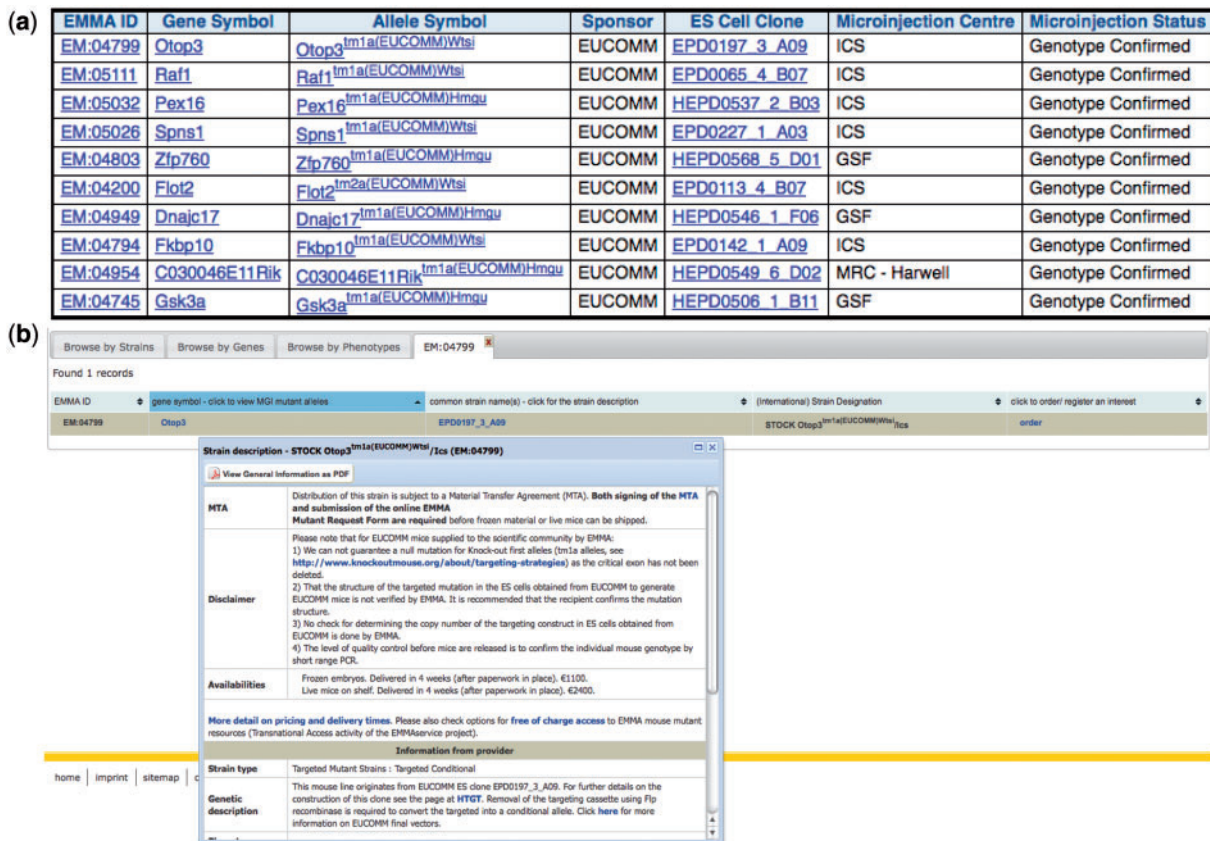 (a)
EMMA ID Gene Symbol Allele Symbol Sponsor ES Cell Clone Microinjection Centre Microinjection Status
EM:04799 Otop3 Otop3tm1a(EUCOMM)Wtsi EUCOMM EPD0197_3_A09 ICS Genotype Confirmed
EM:05111 Raf1 Raf1tm1a(EUCOMM)Wtsi EUCOMM EPD0065_4_B07 ICS Genotype Confirmed
EM:05032 Pex16 Pex16tm1a(EUCOMM)Hmgu EUCOMM HEPD0537_2_B03 ICS Genotype Confirmed
EM:05026 Spns1 Spns1tm1a(EUCOMM)Wtsi EUCOMM EPD0227_1_A03 ICS Genotype Confirmed
EM:04803 Zfp760 Zfp760tm1a(EUCOMM)Hmgu EUCOMM HEPD0568_5_D01 GSF Genotype Confirmed
EM:04200 Flot2 Flot2tm2a(EUCOMM)Wtsi EUCOMM EPD0113_4_B07 ICS Genotype Confirmed
EM:04949 Dnajc17 Dnajc17tm1a(EUCOMM)Hmgu EUCOMM HEPD0546_1_F06 GSF Genotype Confirmed
EM:04794 Fkbp10 Fkbp10tm1a(EUCOMM)Wtsi EUCOMM EPD0142_1_A09 ICS Genotype Confirmed
EM:04954 C030046E11Rik C030046E11Riktm1a(EUCOMM)Hmgu EUCOMM HEPD0549_6_D02 MRC - Harwell Genotype Confirmed
EM:04745 Gsk3a Gsk3atm1a(EUCOMM)Hmgu EUCOMM HEPD0506_1_B11 GSF Genotype Confirmed
(b)
Browse by Strains Browse by Genes Browse by Phenotypes EM:04799 x
Found 1 records
EMMA ID gene symbol - click to view MGI mutant alleles common strain name(s) - click for the strain description (International) Strain Designation click to order/ register an interest
EM:04799 Otop3 EPD0197_3_A09 STOCK Otop3tm1a(EUCOMM)Wtsi/Ics order
Strain description - STOCK Otop3tm1a(EUCOMM)Wtsi/Ics (EM:04799)
View General Information as PDF
MTA
Distribution of this strain is subject to a Material Transfer Agreement (MTA). Both signing of the MTA
and submission of the online EMMA
Mutant Request Form are required before frozen material or live mice can be shipped.
Disclaimer
Please note that for EUCOMM mice supplied to the scientific community by EMMA:
1) We can not guarantee a null mutation for Knock-out first alleles (tm1a alleles, see
http://www.knockoutmouse.org/about/targeting-strategies) as the critical exon has not been
deleted.
2) That the structure of the targeted mutation in the ES cells obtained from EUCOMM to generate
EUCOMM mice is not verified by EMMA. It is recommended that the recipient confirms the mutation
structure.
3) No check for determining the copy number of the targeting construct in ES cells obtained from
EUCOMM is done by EMMA.
4) The level of quality control before mice are released is to confirm the individual mouse genotype by
short range PCR.
Availabilities
Frozen embryos. Delivered in 4 weeks (after paperwork in place). €1100.
Live mice on shelf. Delivered in 4 weeks (after paperwork in place). €2400.
More detail on pricing and delivery times. Please also check options for free of charge access to EMMA mouse mutant
resources (Transnational Access activity of the EMMAservice project).
Information from provider
Strain type Targeted Mutant Strains : Targeted Conditional
Genetic
description
This mouse line originates from EUCOMM ES clone EPD0197_3_A09. For further details on the
construction of this clone see the page at HTGT. Removal of the targeting cassette using Flp
recombinase is required to convert the targeted into a conditional allele. Click here for more
information on EUCOMM final vectors.
home | imprint | sitemap |